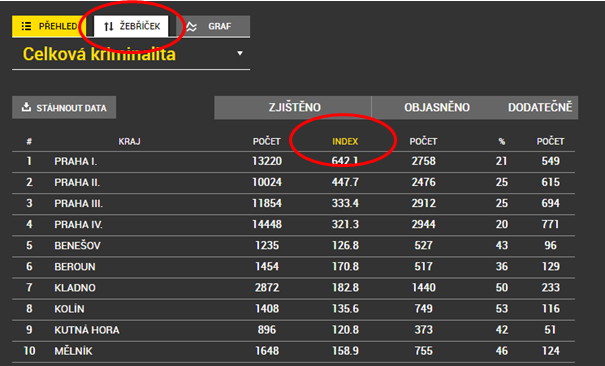 PŘEHLED ŽEBŘÍČEK GRAF
Celková kriminalita
STÁHNOUT DATA ZJIŠTĚNO OBJASNĚNO DODATEČNĚ
# KRAJ POČET INDEX POČET % POČET
1 PRAHA I. 13220 642.1 2758 21 549
2 PRAHA II. 10024 447.7 2476 25 615
3 PRAHA III. 11854 333.4 2912 25 694
4 PRAHA IV. 14448 321.3 2944 20 771
5 BENEŠOV 1235 126.8 527 43 96
6 BEROUN 1454 170.8 517 36 129
7 KLADNO 2872 182.8 1440 50 233
8 KOLÍN 1408 135.6 749 53 116
9 KUTNÁ HORA 896 120.8 373 42 51
10 MĚLNÍK 1648 158.9 755 46 124